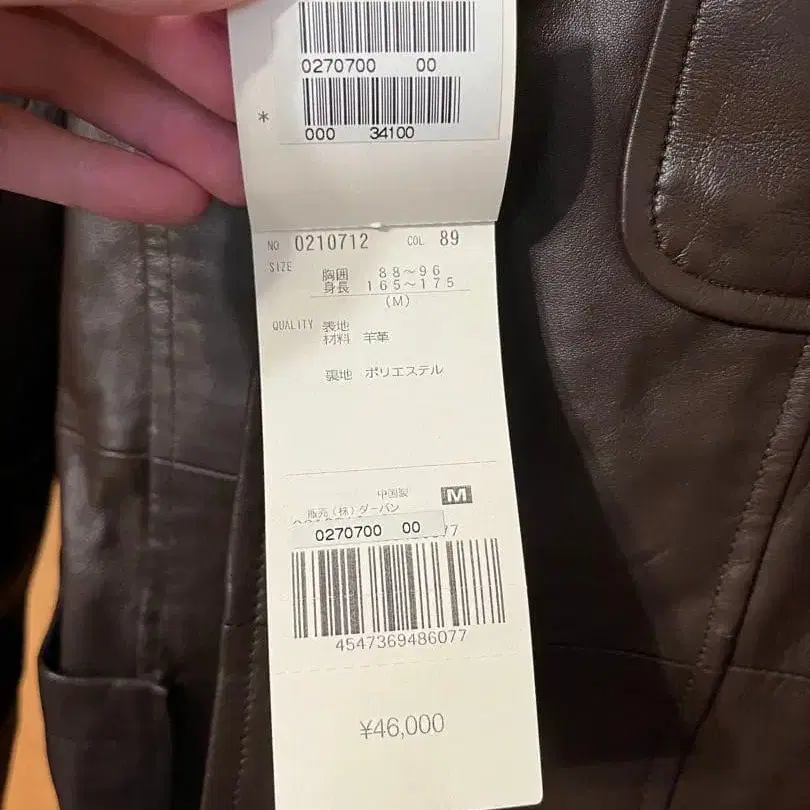 0270700 00
*
000 34100
NO 0210712 COL 89
SIZE 胸囲 88~96
身長 165~175
(M)
QUALITY 表地
材料 羊革
裏地 ポリエステル
中国製 M
販売(株)ダーバン
0270700 00
4547369486077
¥46,000